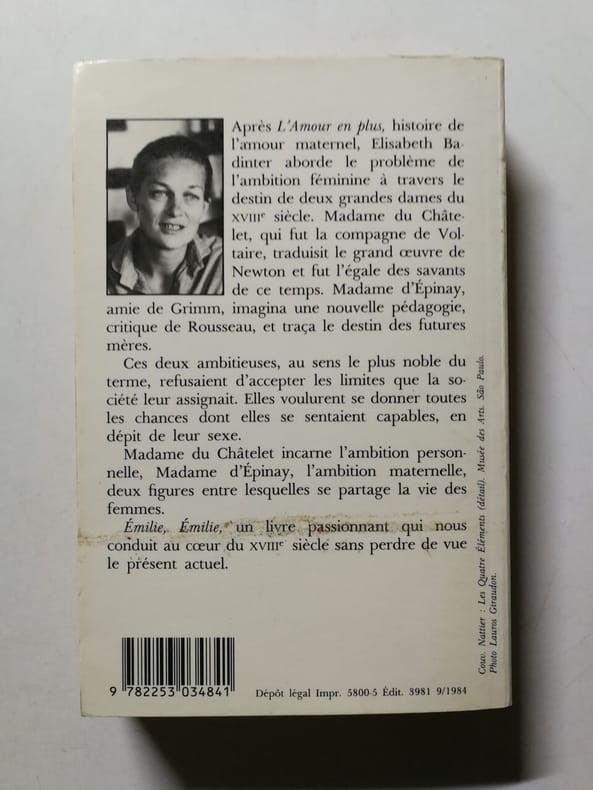 Après L'Amour en plus, histoire de
l'amour maternel, Elisabeth Ba-
dinter aborde le problème de
l'ambition féminine à travers le
destin de deux grandes dames du
XVIIIe siècle. Madame du Châte-
let, qui fut la compagne de Vol-
taire, traduisit le grand œuvre de
Newton et fut l'égale des savants
de ce temps. Madame d'Épinay,
amie de Grimm, imagina une nouvelle pédagogie,
critique de Rousseau, et traça le destin des futures
mères.
Ces deux ambitieuses, au sens le plus noble du
terme, refusaient d'accepter les limites que la so-
ciété leur assignait. Elles voulurent se donner toutes
les chances dont elles se sentaient capables, en
dépit de leur sexe.
Madame du Châtelet incarne l'ambition person-
nelle, Madame d'Épinay, l'ambition maternelle,
deux figures entre lesquelles se partage la vie des
femmes.
Émilie, Émilie, un livre passionnant qui nous
conduit au cœur du XVIIIe siècle sans perdre de vue
le présent actuel.
Couv. Nattier : Les Quatre Éléments (détail). Musée des Arts. São Paulo.
Photo Lauros Giraudon.
9 782253 034841
Dépôt légal Impr. 5800-5 Édit. 3981 9/1984